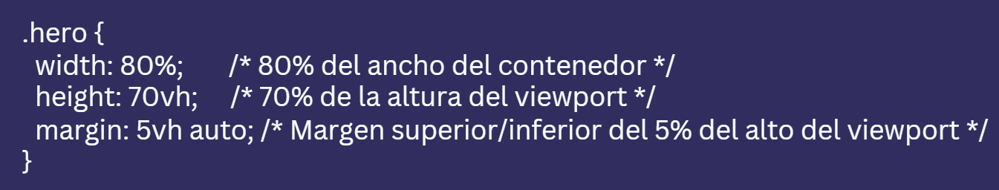 .hero {
  width: 80%;      /* 80% del ancho del contenedor */
  height: 70vh;    /* 70% de la altura del viewport */
  margin: 5vh auto; /* Margen superior/inferior del 5% del alto del viewport */
}